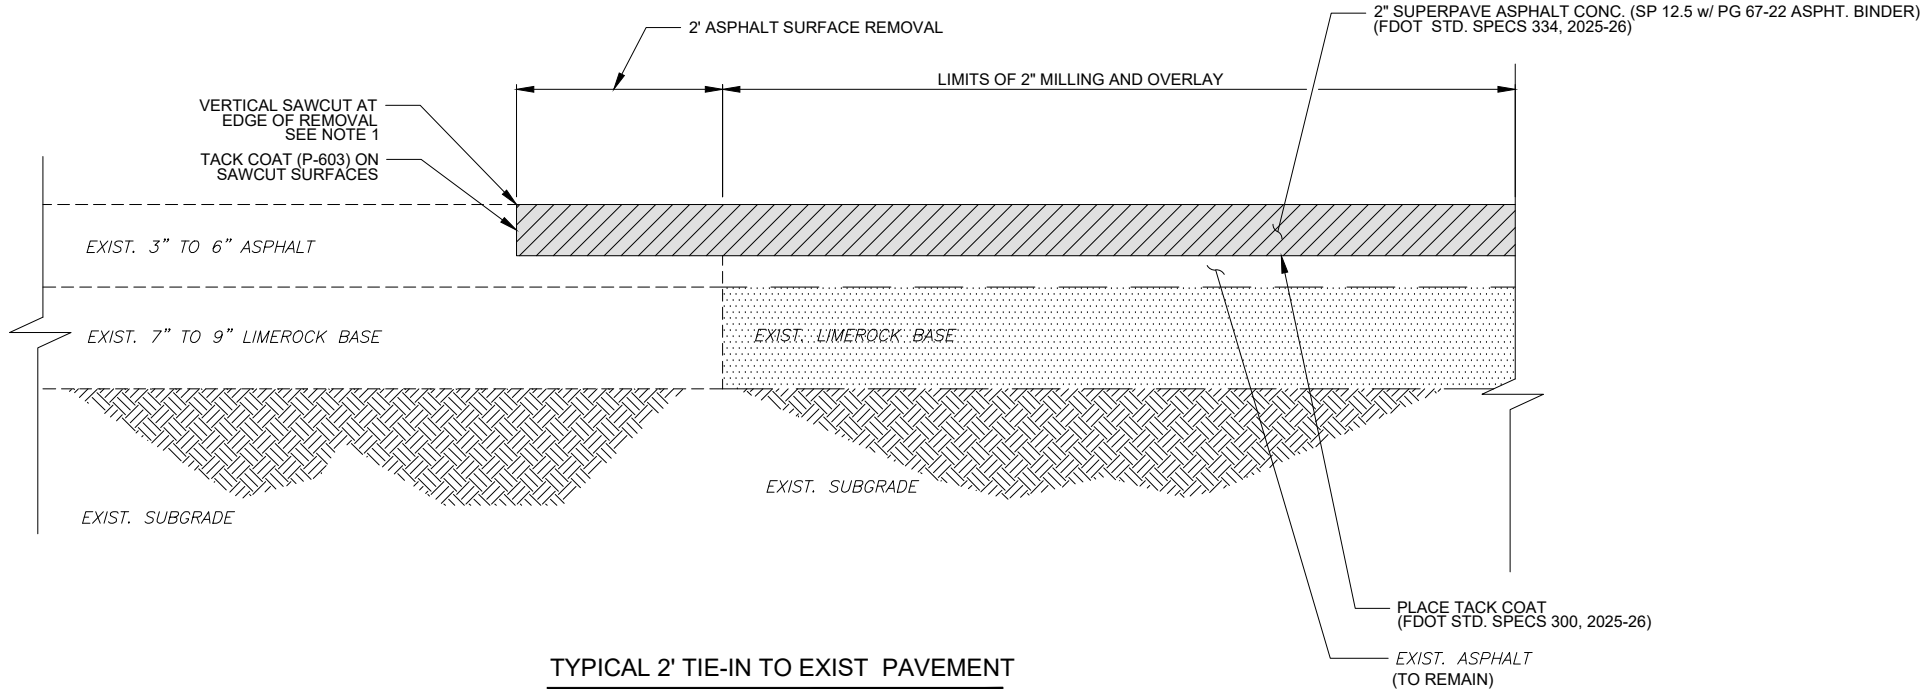 2' ASPHALT SURFACE REMOVAL
2" SUPERPAVE ASPHALT CONC. (SP 12.5 w/ PG 67-22 ASPHT. BINDER)
(FDOT STD. SPECS 334, 2025-26)
LIMITS OF 2" MILLING AND OVERLAY
VERTICAL SAWCUT AT
EDGE OF REMOVAL
SEE NOTE 1
TACK COAT (P-603) ON
SAWCUT SURFACES
EXIST. 3” TO 6” ASPHALT
EXIST. 7” TO 9” LIMEROCK BASE
EXIST. LIMEROCK BASE
EXIST. SUBGRADE
EXIST. SUBGRADE
PLACE TACK COAT
(FDOT STD. SPECS 300, 2025-26)
EXIST. ASPHALT
(TO REMAIN)
TYPICAL 2' TIE-IN TO EXIST PAVEMENT